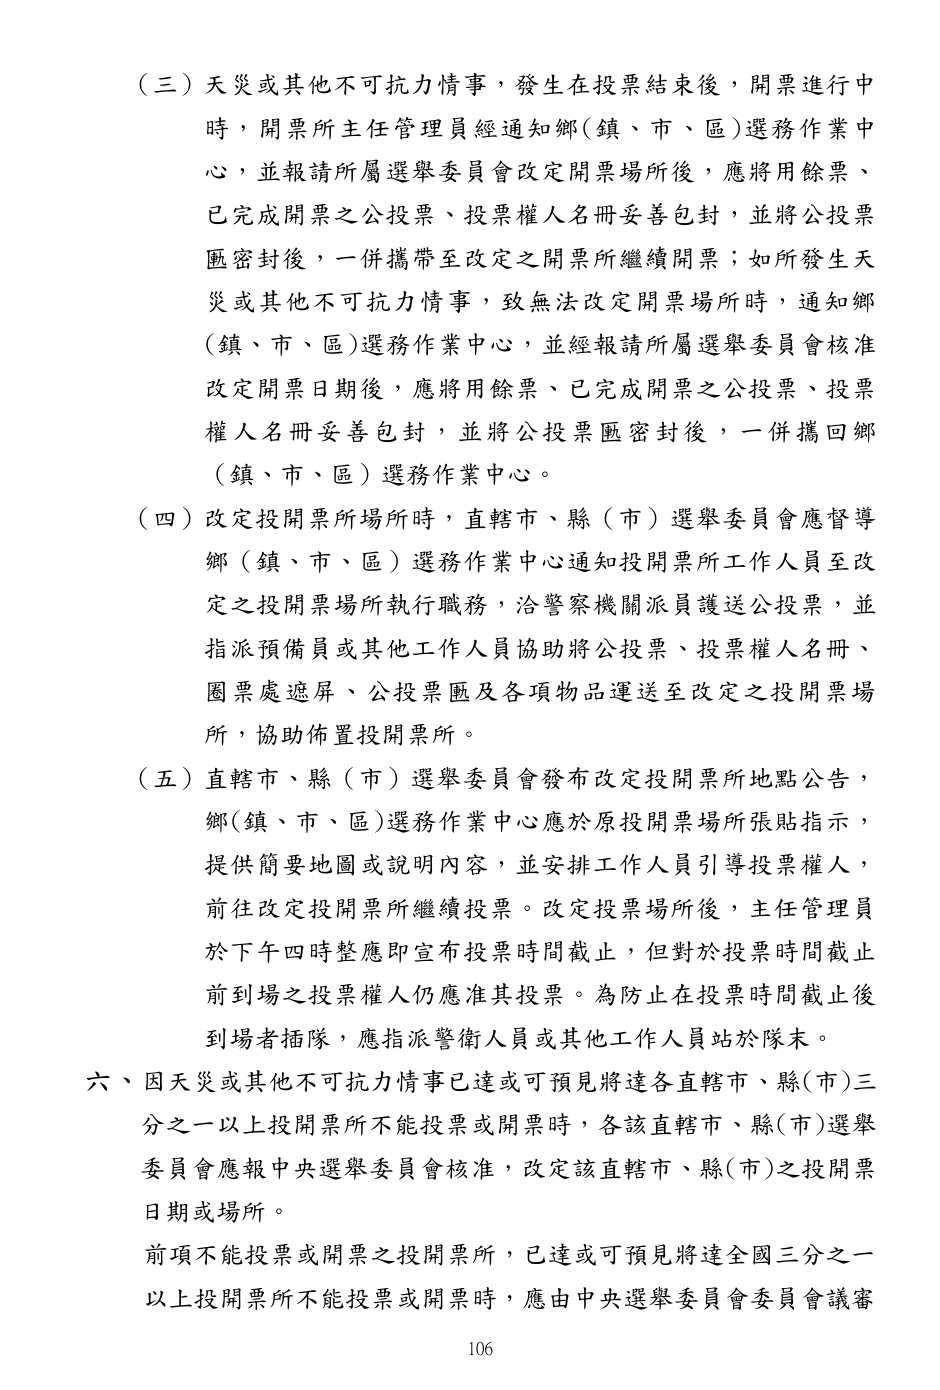 （三）天災或其他不可抗力情事，發生在投票結束後，開票進行中
時，開票所主任管理員經通知鄉(鎮、市、區)選務作業中
心，並報請所屬選舉委員會改定開票場所後，應將用餘票、
已完成開票之公投票、投票權人名冊妥善包封，並將公投票
匭密封後，一併攜帶至改定之開票所繼續開票；如所發生天
災或其他不可抗力情事，致無法改定開票場所時，通知鄉
(鎮、市、區)選務作業中心，並經報請所屬選舉委員會核准
改定開票日期後，應將用餘票、已完成開票之公投票、投票
權人名冊妥善包封，並將公投票匭密封後，一併攜回鄉
（鎮、市、區）選務作業中心。
（四）改定投開票所場所時，直轄市、縣（市）選舉委員會應督導
鄉（鎮、市、區）選務作業中心通知投開票所工作人員至改
定之投開票場所執行職務，洽警察機關派員護送公投票，並
指派預備員或其他工作人員協助將公投票、投票權人名冊、
圈票處遮屏、公投票匭及各項物品運送至改定之投開票場
所，協助佈置投開票所。
（五）直轄市、縣（市）選舉委員會發布改定投開票所地點公告，
鄉(鎮、市、區)選務作業中心應於原投開票場所張貼指示，
提供簡要地圖或說明內容，並安排工作人員引導投票權人，
前往改定投開票所繼續投票。改定投票場所後，主任管理員
於下午四時整應即宣布投票時間截止，但對於投票時間截止
前到場之投票權人仍應准其投票。為防止在投票時間截止後
到場者插隊，應指派警衛人員或其他工作人員站於隊末。
六、因天災或其他不可抗力情事已達或可預見將達各直轄市、縣(市)三
分之一以上投開票所不能投票或開票時，各該直轄市、縣(市)選舉
委員會應報中央選舉委員會核准，改定該直轄市、縣(市)之投開票
日期或場所。
前項不能投票或開票之投開票所，已達或可預見將達全國三分之一
以上投開票所不能投票或開票時，應由中央選舉委員會委員會議審
106